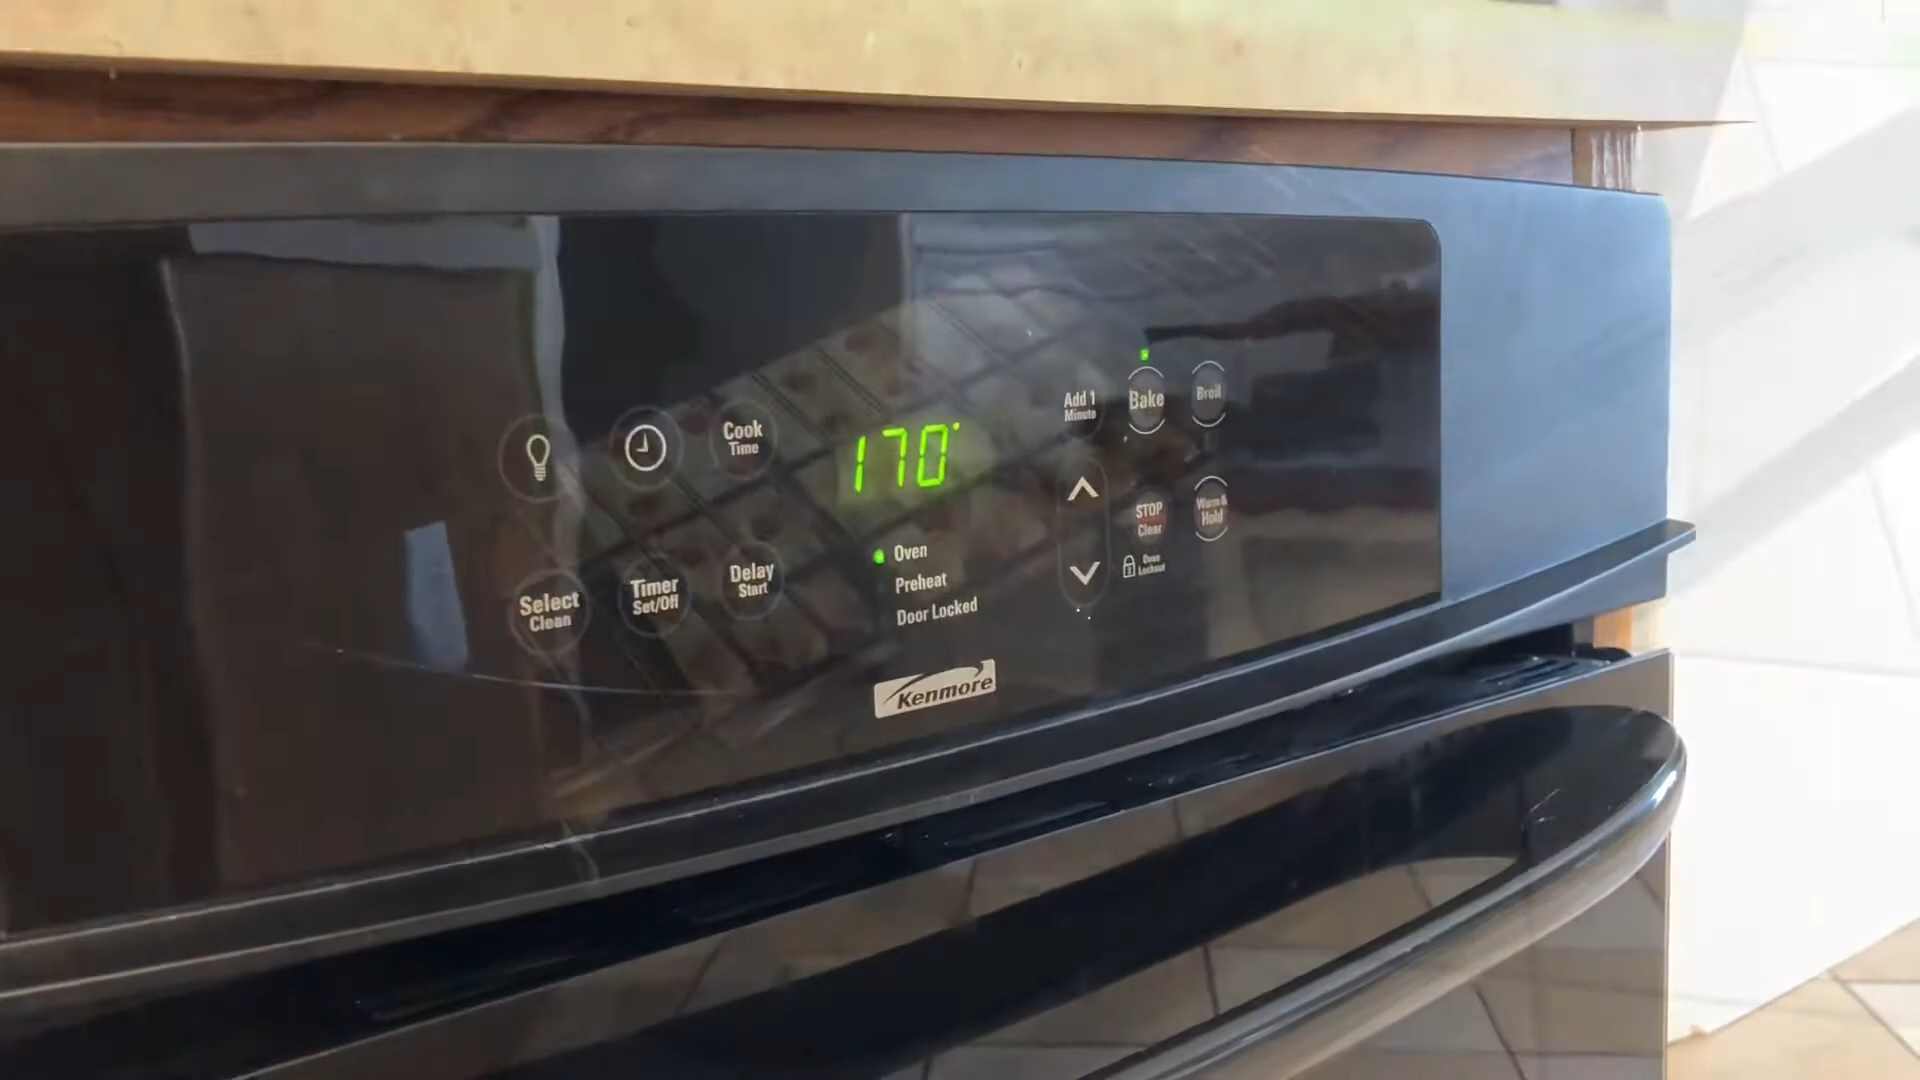 Cook
Time
170°
Add 1
Minute
Bake
Broil
Select
Clean
Timer
Set/Off
Delay
Start
Oven
Preheat
Door Locked
STOP
Clear
Warm &
Hold
Oven
Lockout
Kenmore